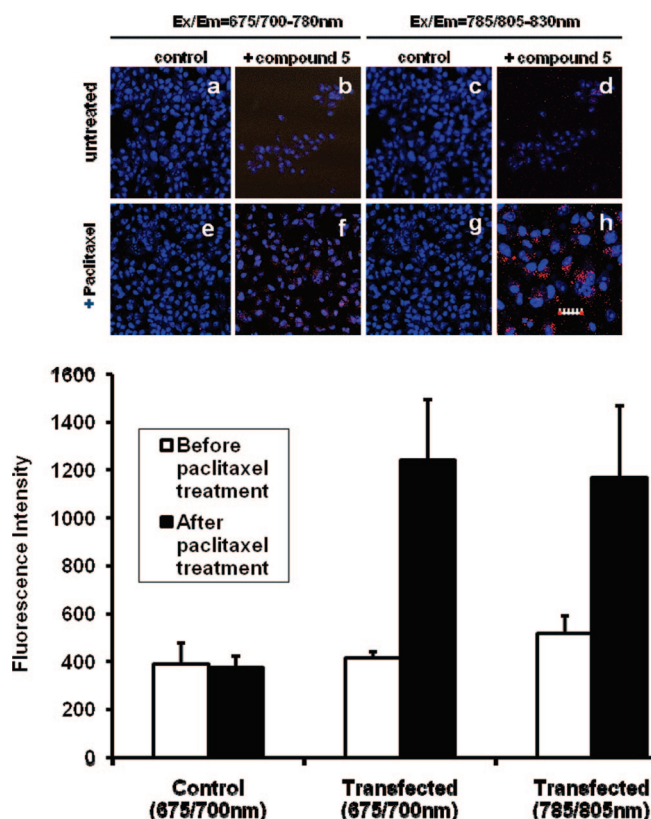 Ex/Em=675/700-780nm Ex/Em=785/805-830nm
control + compound 5 control + compound 5
untreated
a b c d
+ Paclitaxel
e f g h
1600
1400
1200
1000
800
600
400
200
0
Fluorescence Intensity
Before
paclitaxel
treatment
After
paclitaxel
treatment
Control Transfected Transfected
(675/700nm) (675/700nm) (785/805nm)